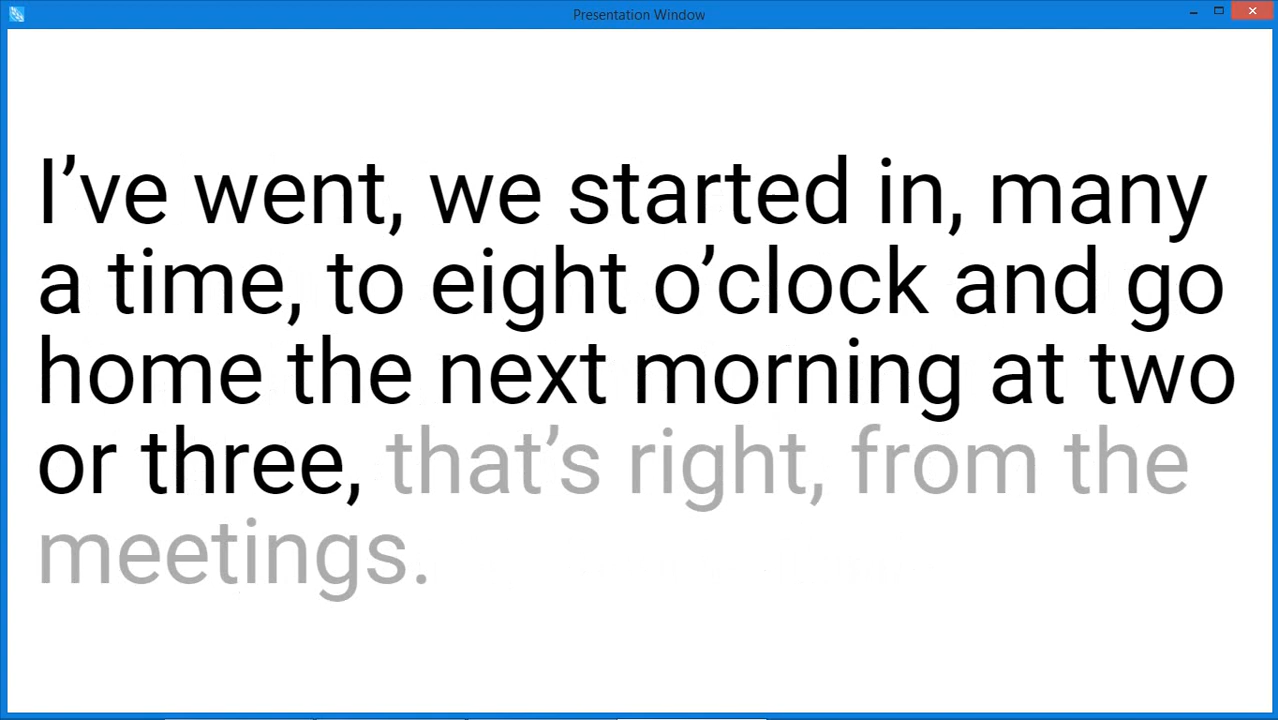 Presentation Window
I’ve went, we started in, many
a time, to eight o’clock and go
home the next morning at two
or three, that’s right, from the
meetings.